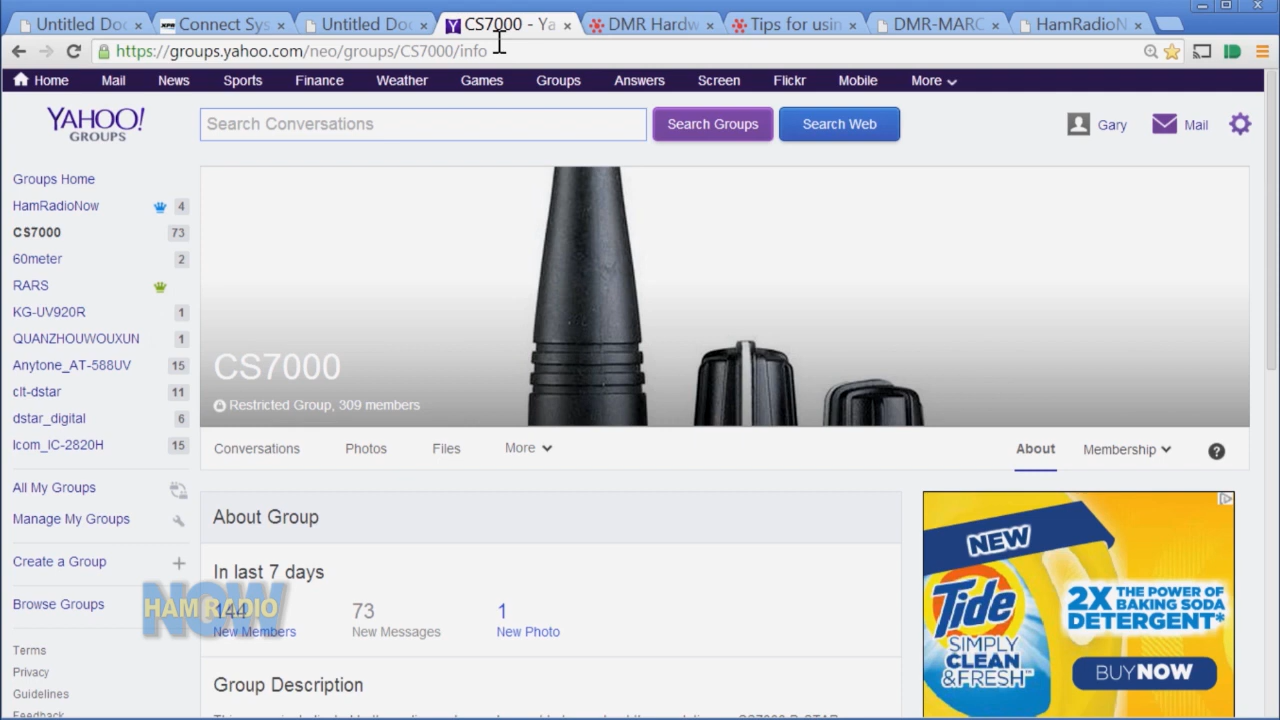 Untitled Doc
Connect Sys
Untitled Doc
CS7000 - Ya
DMR Hardw
Tips for usin
DMR-MARC
HamRadioN
https://groups.yahoo.com/neo/groups/CS7000/info
Home Mail News Sports Finance Weather Games Groups Answers Screen Flickr Mobile More
YAHOO!
GROUPS
Search Conversations
Search Groups
Search Web
Gary
Mail
Groups Home
HamRadioNow 4
CS7000 73
60meter 2
RARS
KG-UV920R 1
QUANZHOUWOUXUN 1
Anytone_AT-588UV 15
clt-dstar 11
dstar_digital 6
Icom_IC-2820H 15
All My Groups
Manage My Groups
Create a Group
Browse Groups
Terms
Privacy
Guidelines
Feedback
CS7000
Restricted Group, 309 members
Conversations Photos Files More About Membership ?
About Group
In last 7 days
144 73 1
New Members New Messages New Photo
Group Description
HAM RADIO
NOW
NEW
Tide
SIMPLY
CLEAN
& FRESH™
2X THE POWER OF
BAKING SODA
DETERGENT*
BUY NOW